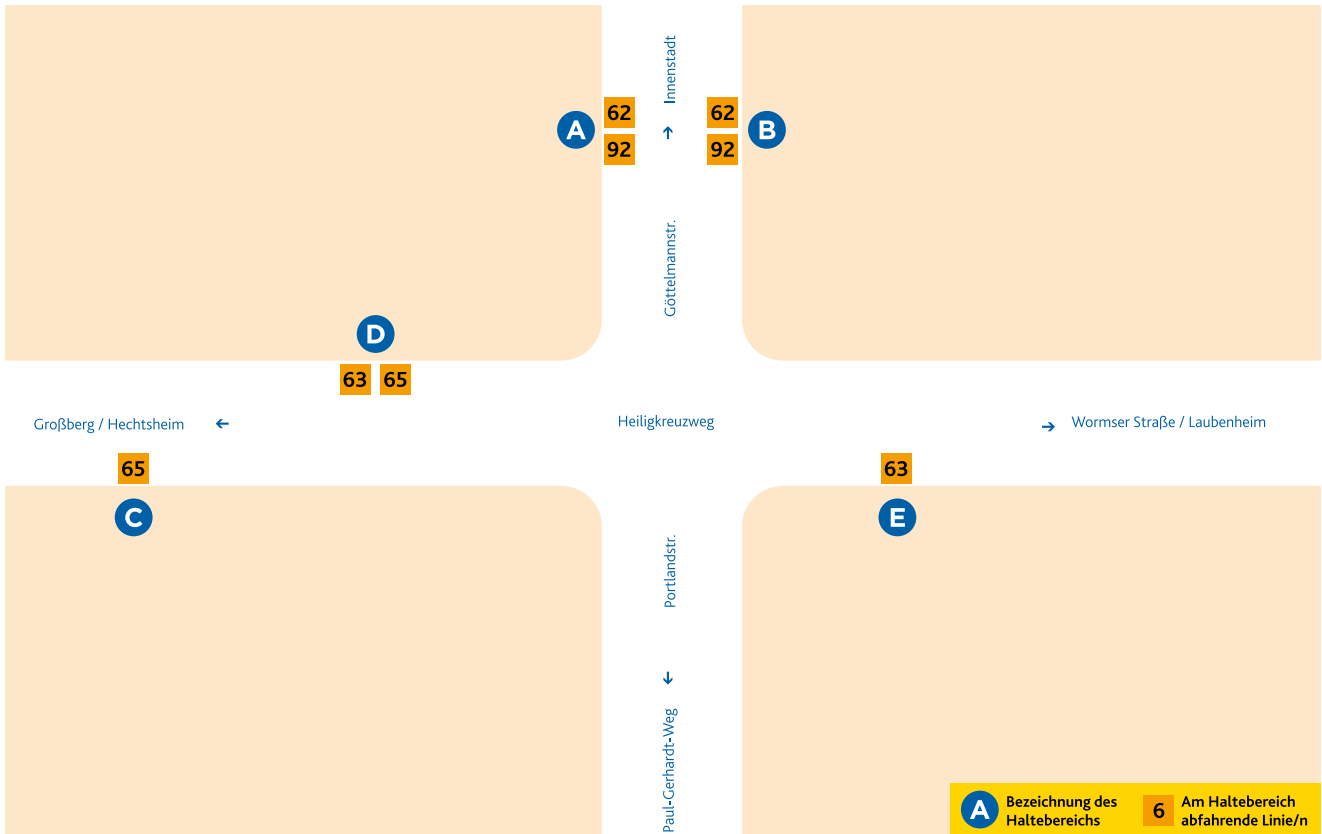 Innenstadt
62
62
A
B
92
92
Göttelmannstr.
D
63 65
Großberg / Hechtsheim
Heiligkreuzweg
Wormser Straße / Laubenheim
65
63
C
E
Portlandstr.
Paul-Gerhardt-Weg
A
Bezeichnung des
Haltebereichs
6
Am Haltebereich
abfahrende Linie/n